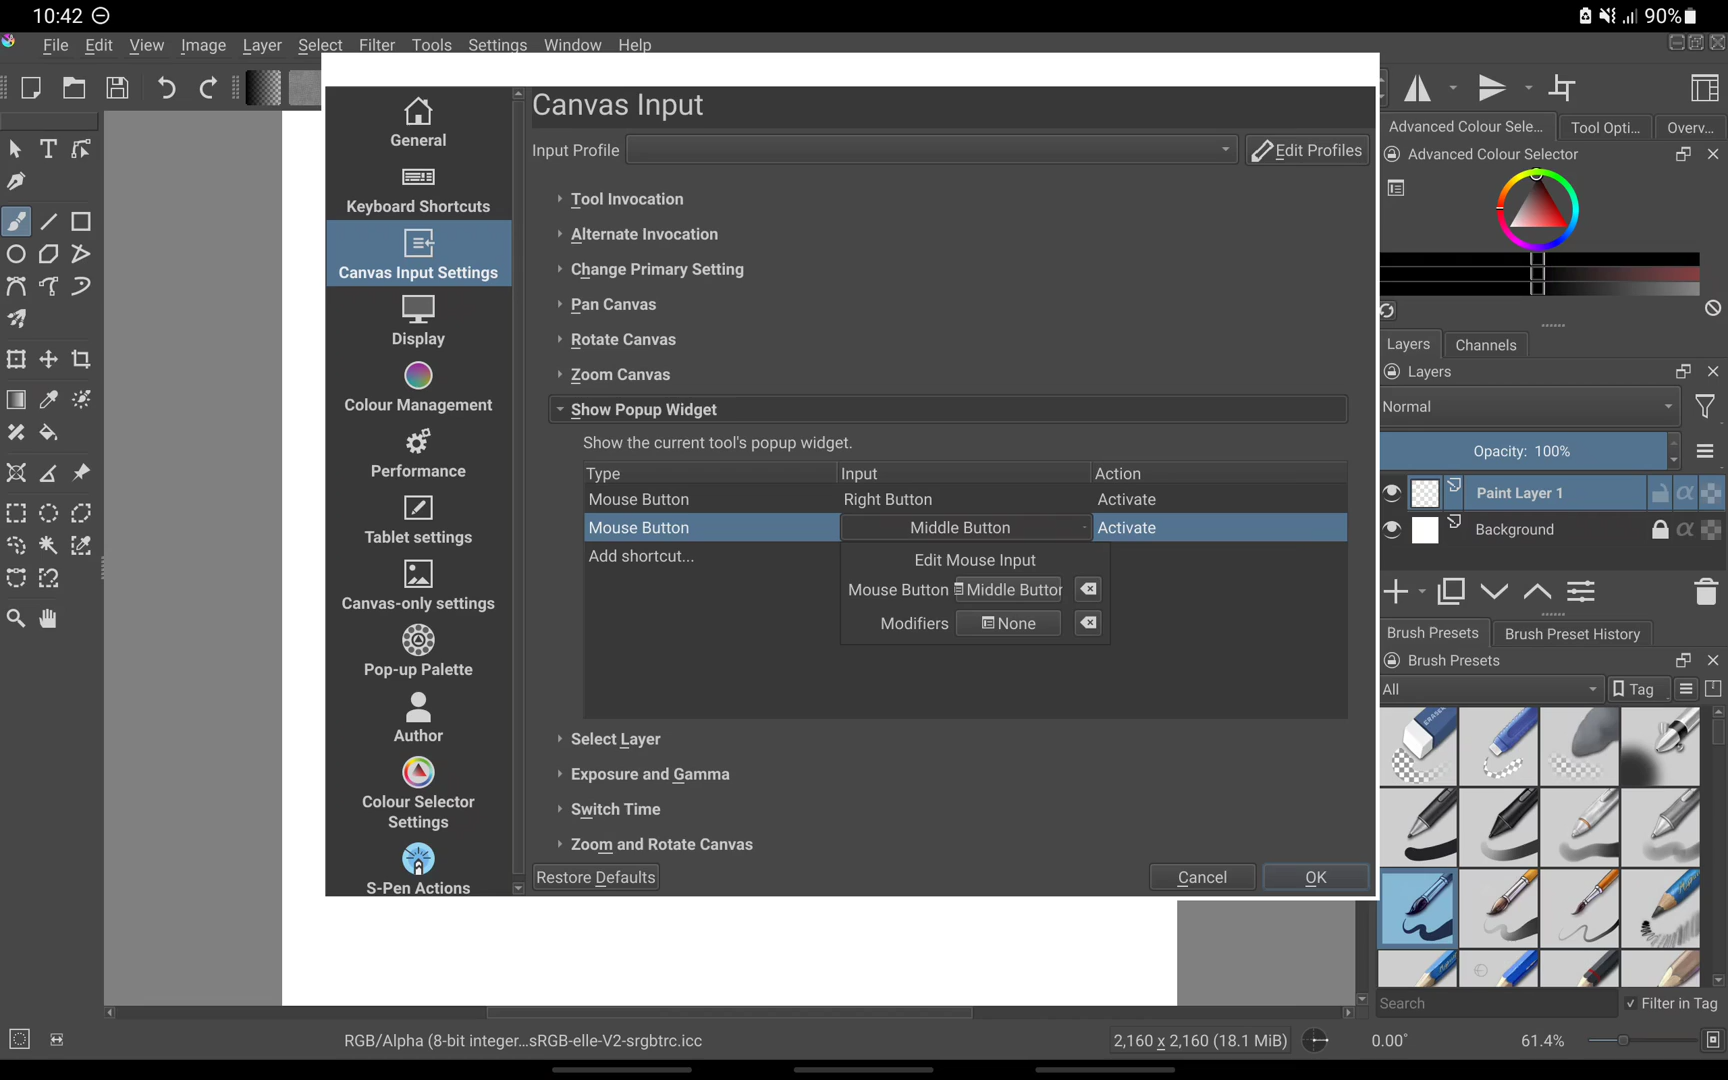 10:42
90%
File Edit View Image Layer Select Filter Tools Settings Window Help
Canvas Input
Input Profile
Edit Profiles
General
Keyboard Shortcuts
Canvas Input Settings
Display
Colour Management
Performance
Tablet settings
Canvas-only settings
Pop-up Palette
Author
Colour Selector
Settings
S-Pen Actions
Tool Invocation
Alternate Invocation
Change Primary Setting
Pan Canvas
Rotate Canvas
Zoom Canvas
Show Popup Widget
Show the current tool's popup widget.
Type Input Action
Mouse Button Right Button Activate
Mouse Button Middle Button Activate
Add shortcut...
Edit Mouse Input
Mouse Button Middle Buttor
Modifiers None
Select Layer
Exposure and Gamma
Switch Time
Zoom and Rotate Canvas
Restore Defaults Cancel OK
Advanced Colour Sele... Tool Opti... Overv...
Advanced Colour Selector
Layers Channels
Layers
Normal
Opacity: 100%
Paint Layer 1
Background
Brush Presets Brush Preset History
Brush Presets
All Tag
Search Filter in Tag
RGB/Alpha (8-bit integer...sRGB-elle-V2-srgbtrc.icc
2,160 x 2,160 (18.1 MiB) 0.00° 61.4%